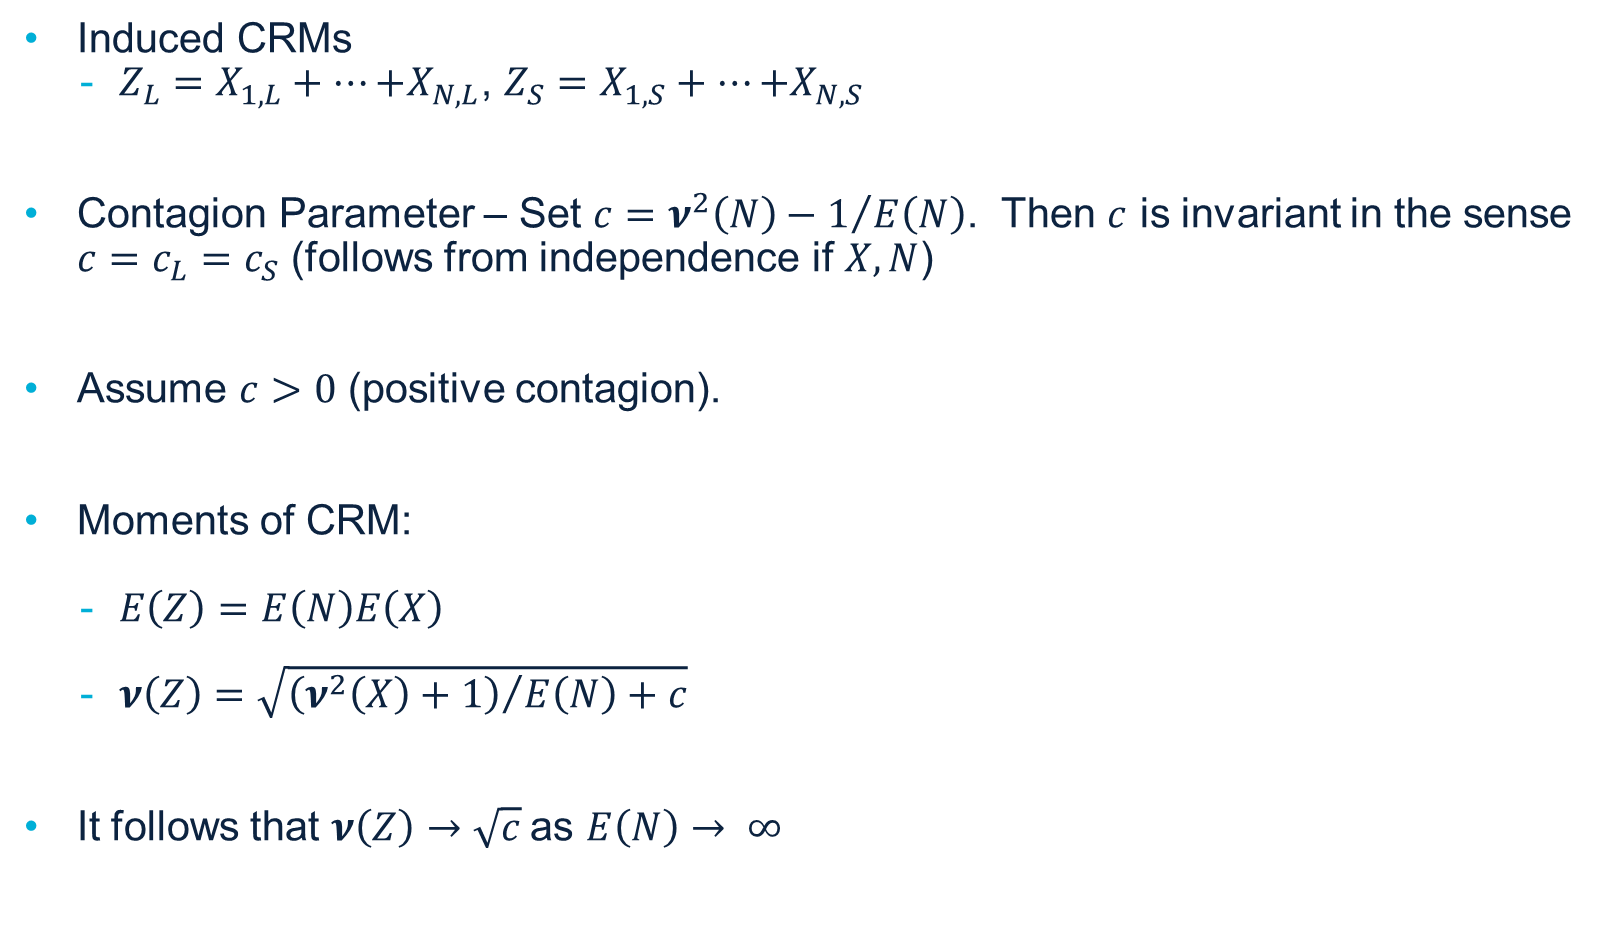 • Induced CRMs
- Z_L = X_{1,L} + ⋯ +X_{N,L}, Z_S = X_{1,S} + ⋯ +X_{N,S}
• Contagion Parameter – Set c = 𝝂²(N) − 1/E(N). Then c is invariant in the sense
c = c_L = c_S (follows from independence if X, N)
• Assume c > 0 (positive contagion).
• Moments of CRM:
- E(Z) = E(N)E(X)
- 𝝂(Z) = √((𝝂²(X) + 1)/E(N) + c)
• It follows that 𝝂(Z) → √c as E(N) → ∞